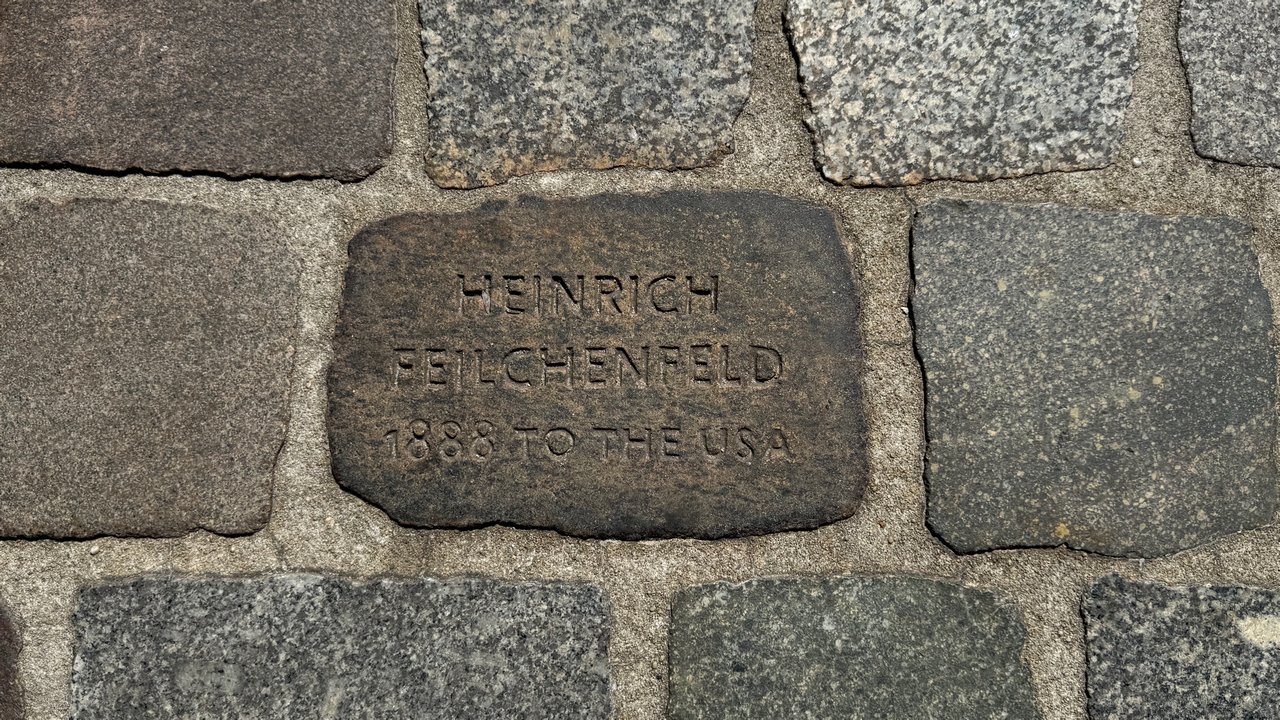 HEINRICH
FEILCHENFELD
1888 TO THE USA